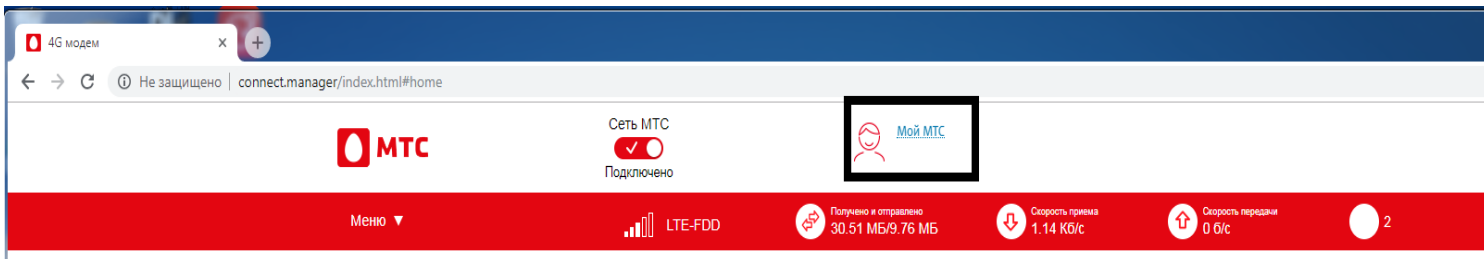 4G модем
Не защищено | connect.manager/index.html#home
МТС
Сеть МТС
Подключено
Мой МТС
Меню ▼
LTE-FDD
Получено и отправлено
30.51 МБ/9.76 МБ
Скорость приема
1.14 Кб/с
Скорость передачи
0 б/с
2